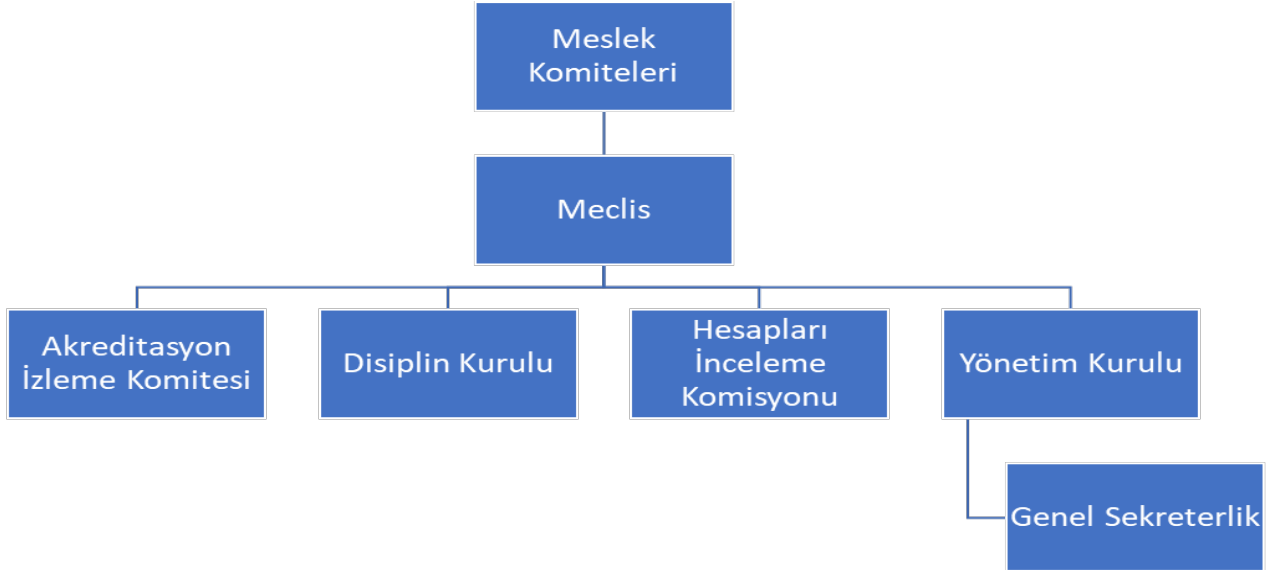 Meslek
Komiteleri
Meclis
Akreditasyon
İzleme Komitesi
Disiplin Kurulu
Hesapları
İnceleme
Komisyonu
Yönetim Kurulu
Genel Sekreterlik